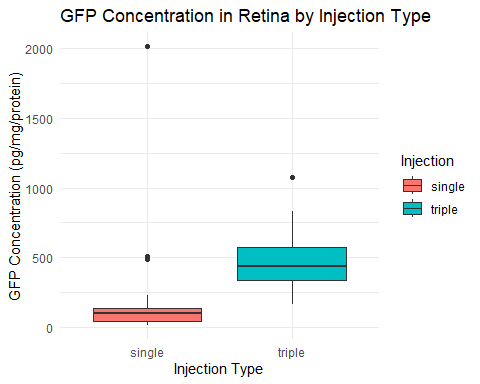 GFP Concentration in Retina by Injection Type
GFP Concentration (pg/mg/protein)
2000
1500
1000
500
0
single
triple
Injection Type
Injection
single
triple